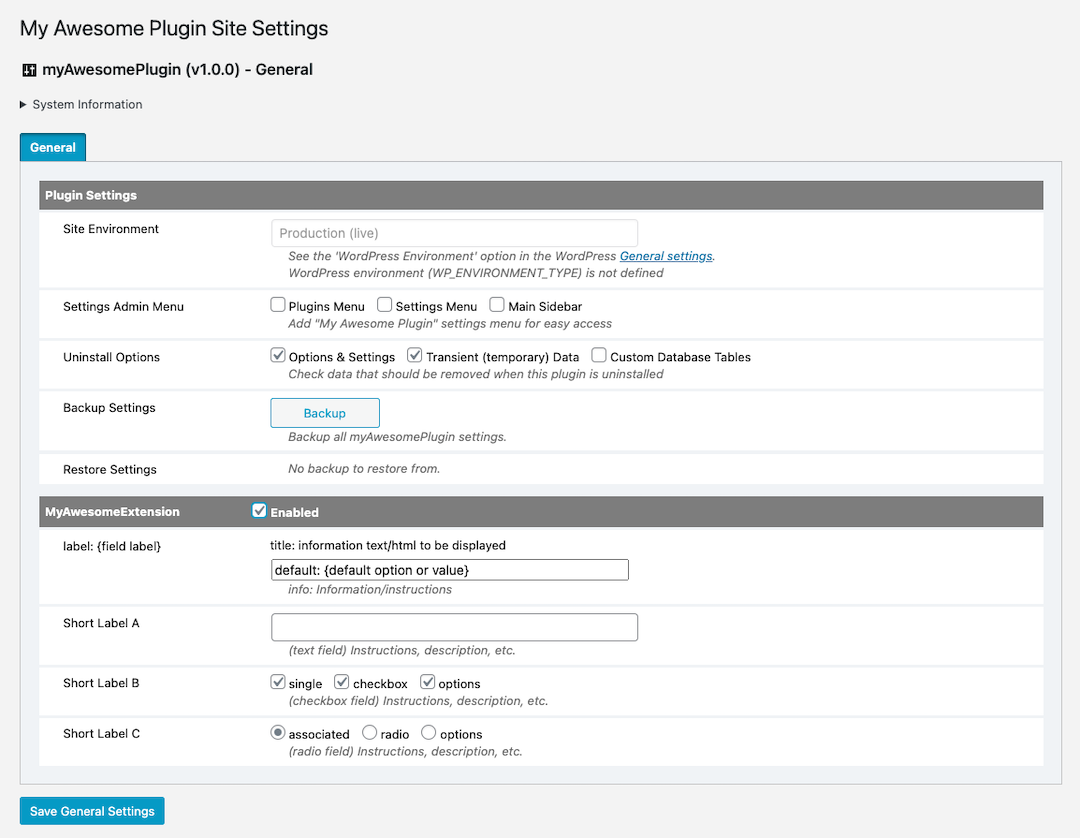 My Awesome Plugin Site Settings
myAwesomePlugin (v1.0.0) - General
System Information
General
Plugin Settings
Site Environment
Production (live)
See the 'WordPress Environment' option in the WordPress General settings.
WordPress environment (WP_ENVIRONMENT_TYPE) is not defined
Settings Admin Menu
Plugins Menu Settings Menu Main Sidebar
Add "My Awesome Plugin" settings menu for easy access
Uninstall Options
Options & Settings Transient (temporary) Data Custom Database Tables
Check data that should be removed when this plugin is uninstalled
Backup Settings
Backup
Backup all myAwesomePlugin settings.
Restore Settings
No backup to restore from.
MyAwesomeExtension
Enabled
label: {field label}
title: information text/html to be displayed
default: {default option or value}
info: Information/instructions
Short Label A
(text field) Instructions, description, etc.
Short Label B
single checkbox options
(checkbox field) Instructions, description, etc.
Short Label C
associated radio options
(radio field) Instructions, description, etc.
Save General Settings